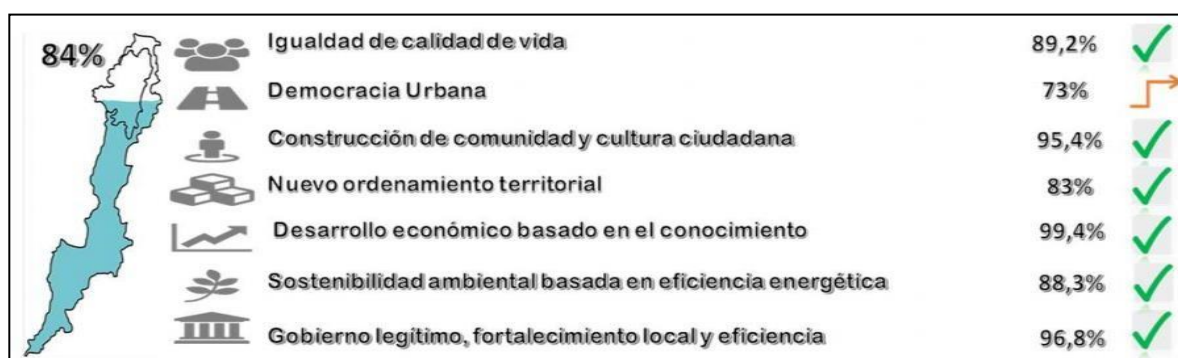 84%
Igualdad de calidad de vida 89,2%
Democracia Urbana 73%
Construcción de comunidad y cultura ciudadana 95,4%
Nuevo ordenamiento territorial 83%
Desarrollo económico basado en el conocimiento 99,4%
Sostenibilidad ambiental basada en eficiencia energética 88,3%
Gobierno legítimo, fortalecimiento local y eficiencia 96,8%